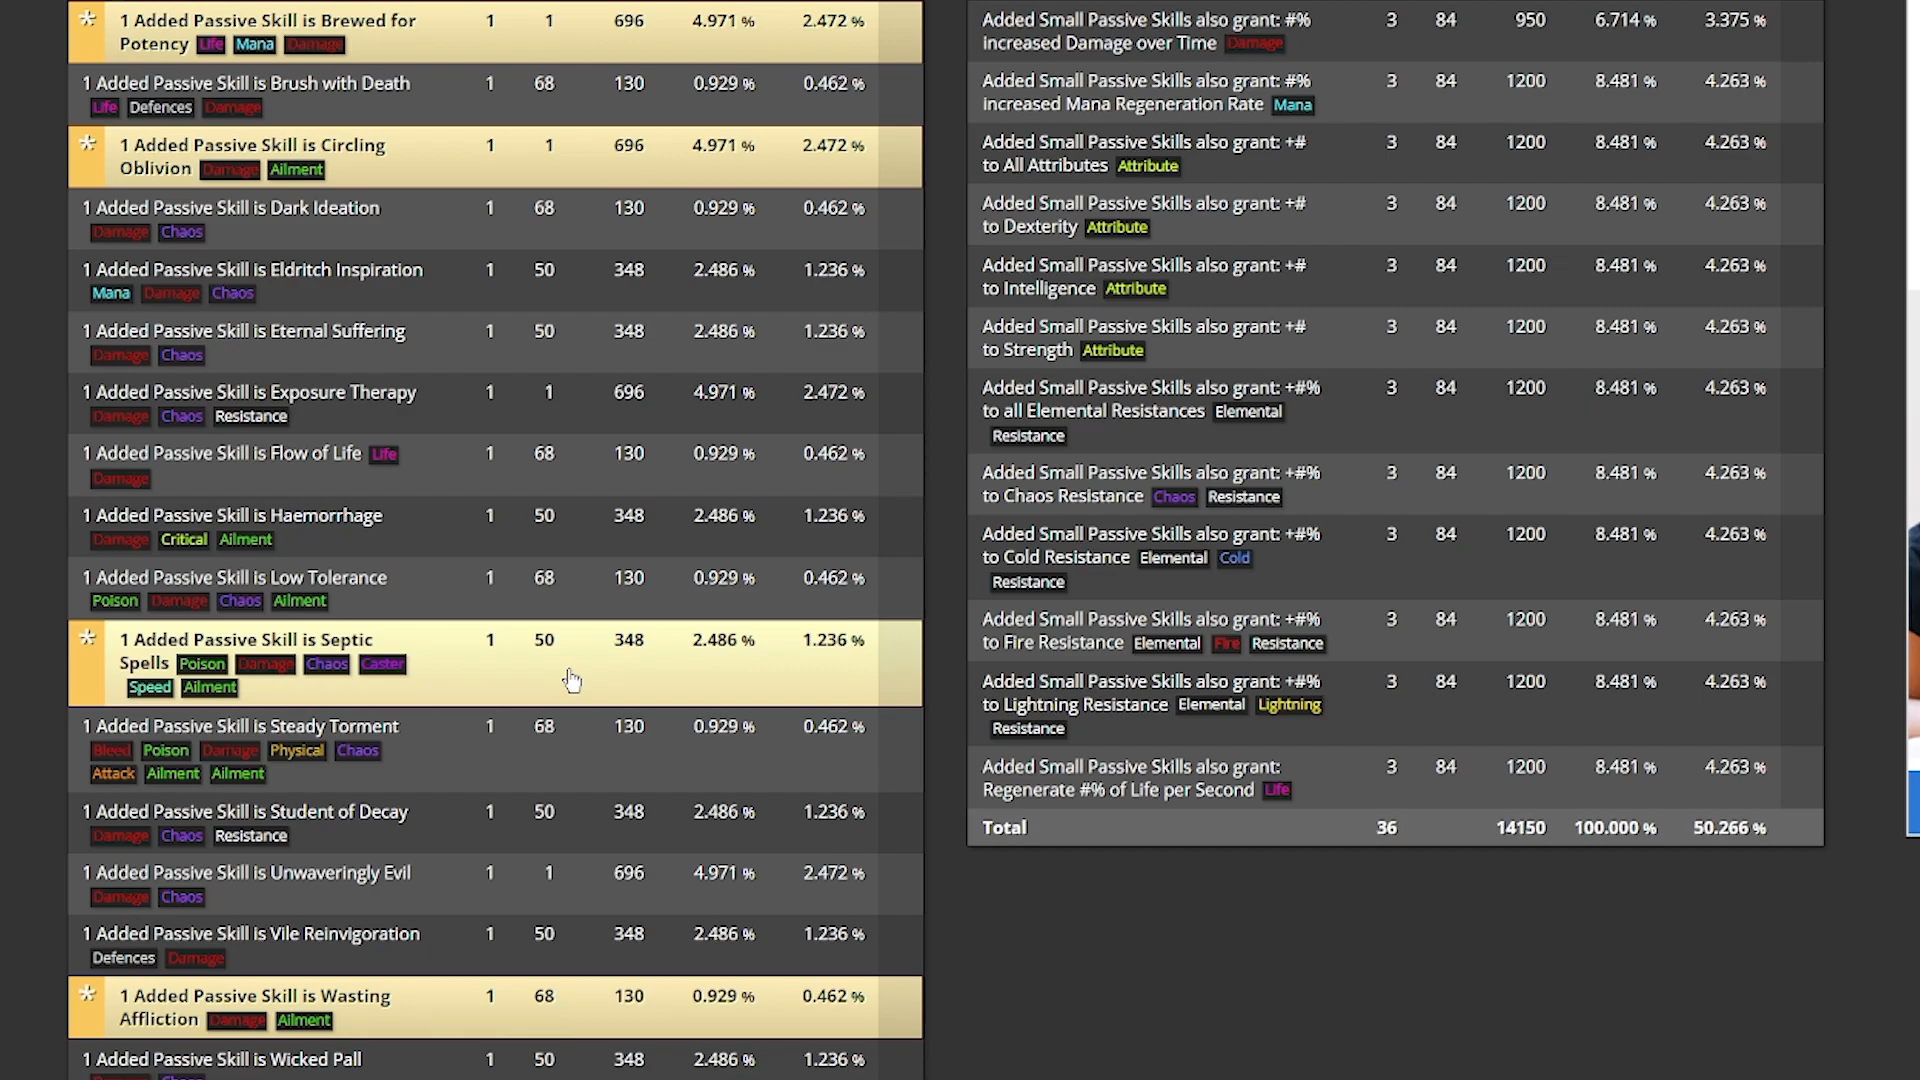 1 Added Passive Skill is Brewed for 1 1 696 4.971 % 2.472 %
Potency Life Mana Damage
1 Added Passive Skill is Brush with Death 1 68 130 0.929 % 0.462 %
Life Defences Damage
1 Added Passive Skill is Circling 1 1 696 4.971 % 2.472 %
Oblivion Damage Ailment
1 Added Passive Skill is Dark Ideation 1 68 130 0.929 % 0.462 %
Damage Chaos
1 Added Passive Skill is Eldritch Inspiration 1 50 348 2.486 % 1.236 %
Mana Damage Chaos
1 Added Passive Skill is Eternal Suffering 1 50 348 2.486 % 1.236 %
Damage Chaos
1 Added Passive Skill is Exposure Therapy 1 1 696 4.971 % 2.472 %
Damage Chaos Resistance
1 Added Passive Skill is Flow of Life Life 1 68 130 0.929 % 0.462 %
Damage
1 Added Passive Skill is Haemorrhage 1 50 348 2.486 % 1.236 %
Damage Critical Ailment
1 Added Passive Skill is Low Tolerance 1 68 130 0.929 % 0.462 %
Poison Damage Chaos Ailment
* 1 Added Passive Skill is Septic 1 50 348 2.486 % 1.236 %
Spells Poison Damage Chaos Caster
Speed Ailment
1 Added Passive Skill is Steady Torment 1 68 130 0.929 % 0.462 %
Bleed Poison Damage Physical Chaos
Attack Ailment Ailment
1 Added Passive Skill is Student of Decay 1 50 348 2.486 % 1.236 %
Damage Chaos Resistance
1 Added Passive Skill is Unwaveringly Evil 1 1 696 4.971 % 2.472 %
Damage Chaos
1 Added Passive Skill is Vile Reinvigoration 1 50 348 2.486 % 1.236 %
Defences Damage
* 1 Added Passive Skill is Wasting 1 68 130 0.929 % 0.462 %
Affliction Damage Ailment
1 Added Passive Skill is Wicked Pall 1 50 348 2.486 % 1.236 %
Added Small Passive Skills also grant: #% 3 84 950 6.714 % 3.375 %
increased Damage over Time Damage
Added Small Passive Skills also grant: #% 3 84 1200 8.481 % 4.263 %
increased Mana Regeneration Rate Mana
Added Small Passive Skills also grant: +# 3 84 1200 8.481 % 4.263 %
to All Attributes Attribute
Added Small Passive Skills also grant: +# 3 84 1200 8.481 % 4.263 %
to Dexterity Attribute
Added Small Passive Skills also grant: +# 3 84 1200 8.481 % 4.263 %
to Intelligence Attribute
Added Small Passive Skills also grant: +# 3 84 1200 8.481 % 4.263 %
to Strength Attribute
Added Small Passive Skills also grant: +#% 3 84 1200 8.481 % 4.263 %
to all Elemental Resistances Elemental
Resistance
Added Small Passive Skills also grant: +#% 3 84 1200 8.481 % 4.263 %
to Chaos Resistance Chaos Resistance
Added Small Passive Skills also grant: +#% 3 84 1200 8.481 % 4.263 %
to Cold Resistance Elemental Cold
Resistance
Added Small Passive Skills also grant: +#% 3 84 1200 8.481 % 4.263 %
to Fire Resistance Elemental Fire Resistance
Added Small Passive Skills also grant: +#% 3 84 1200 8.481 % 4.263 %
to Lightning Resistance Elemental Lightning
Resistance
Added Small Passive Skills also grant: 3 84 1200 8.481 % 4.263 %
Regenerate #% of Life per Second Life
Total 36 14150 100.000 % 50.266 %